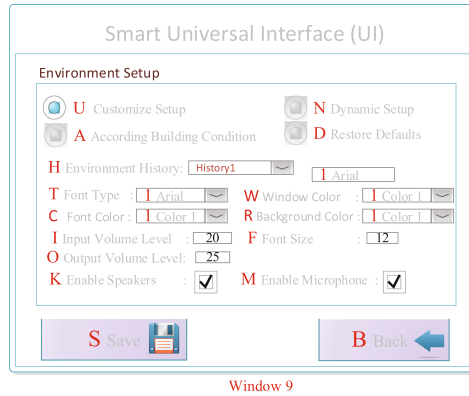 Smart Universal Interface (UI)
Environment Setup
U Customize Setup N Dynamic Setup
A According Building Condition D Restore Defaults
H Environment History: History1
1 Arial
T Font Type : 1 Arial W Window Color 1 Color 1
C Font Color : 1 Color 1 R Background Color : 1 Color 1
I Input Volume Level : 20 F Font Size : 12
O Output Volume Level: 25
K Enable Speakers : M Enable Microphone :
S Save B Back
Window 9